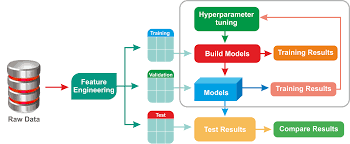 Hyperparameter
tuning
Training
Build Models
Training Results
Feature
Engineering
Validation
Models
Training Results
Raw Data
Test
Test Results
Compare Results